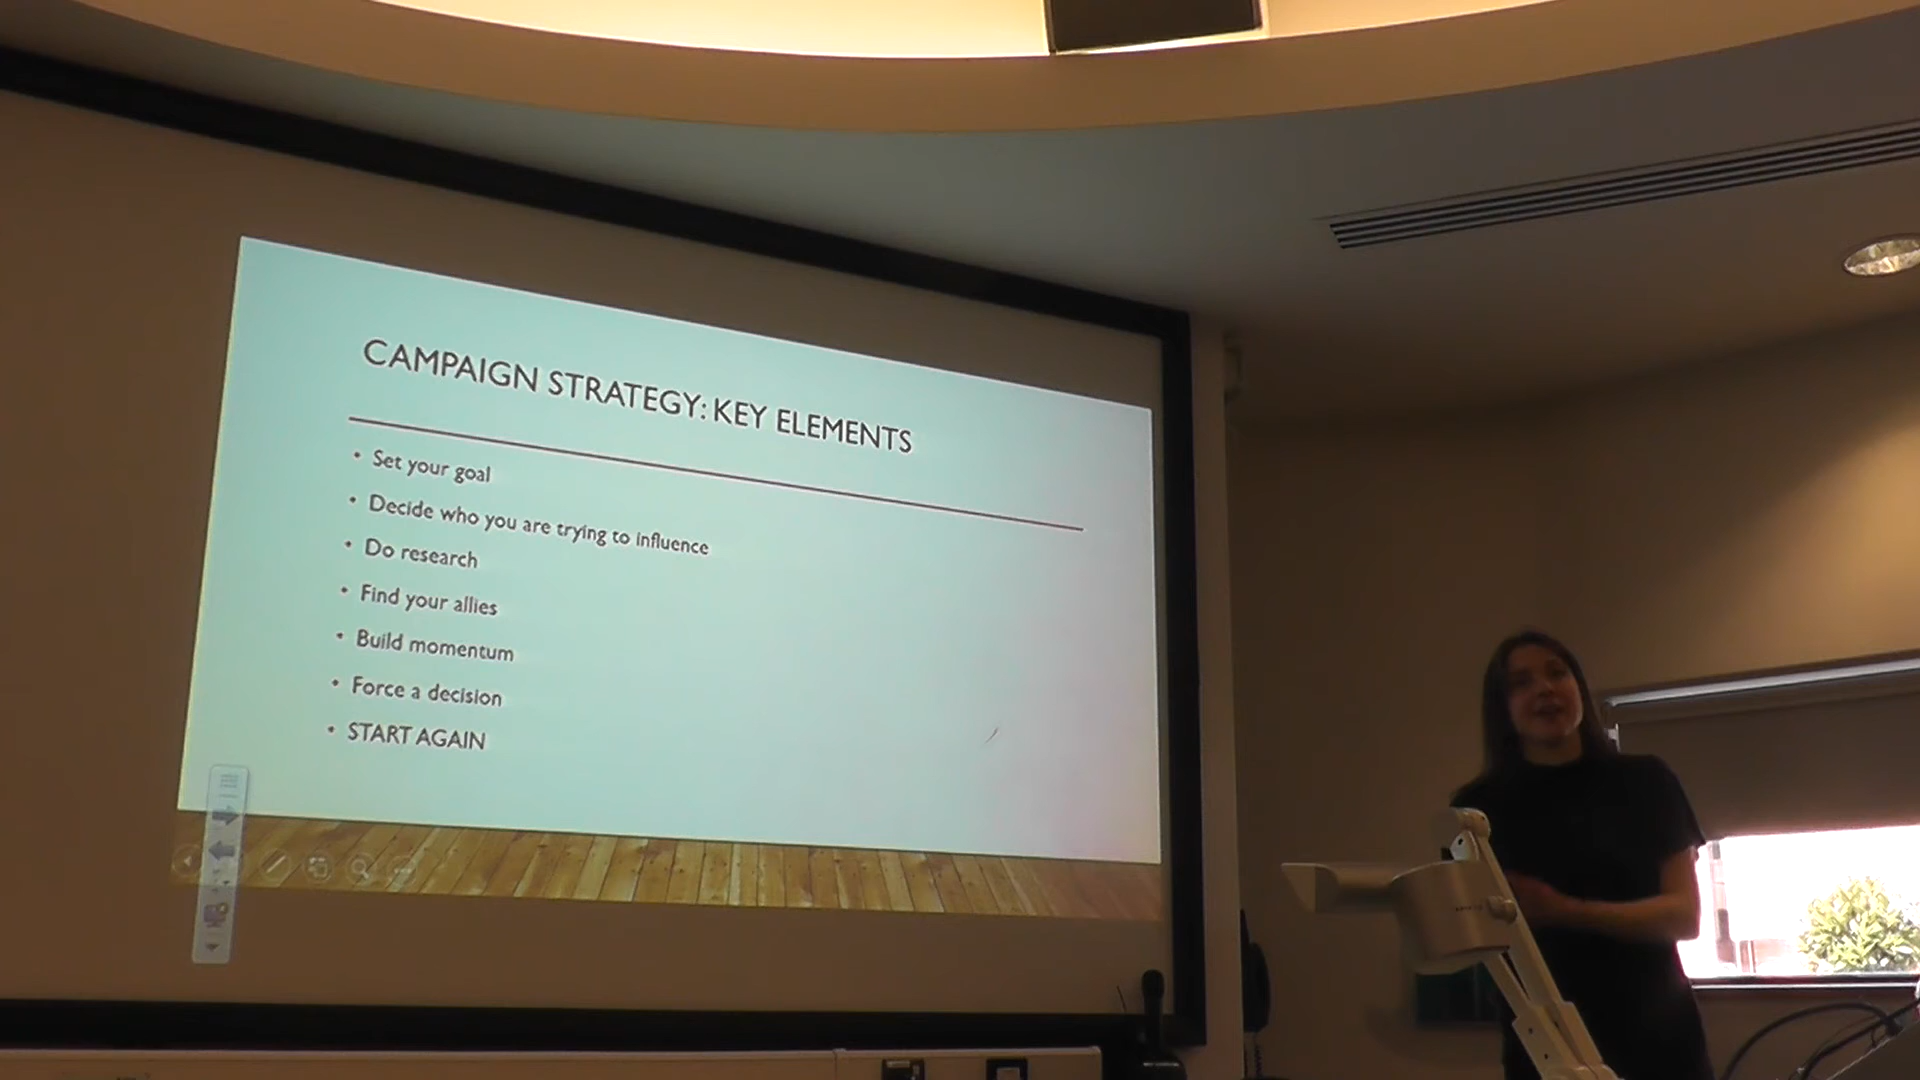 CAMPAIGN STRATEGY: KEY ELEMENTS
• Set your goal
• Decide who you are trying to influence
• Do research
• Find your allies
• Build momentum
• Force a decision
• START AGAIN